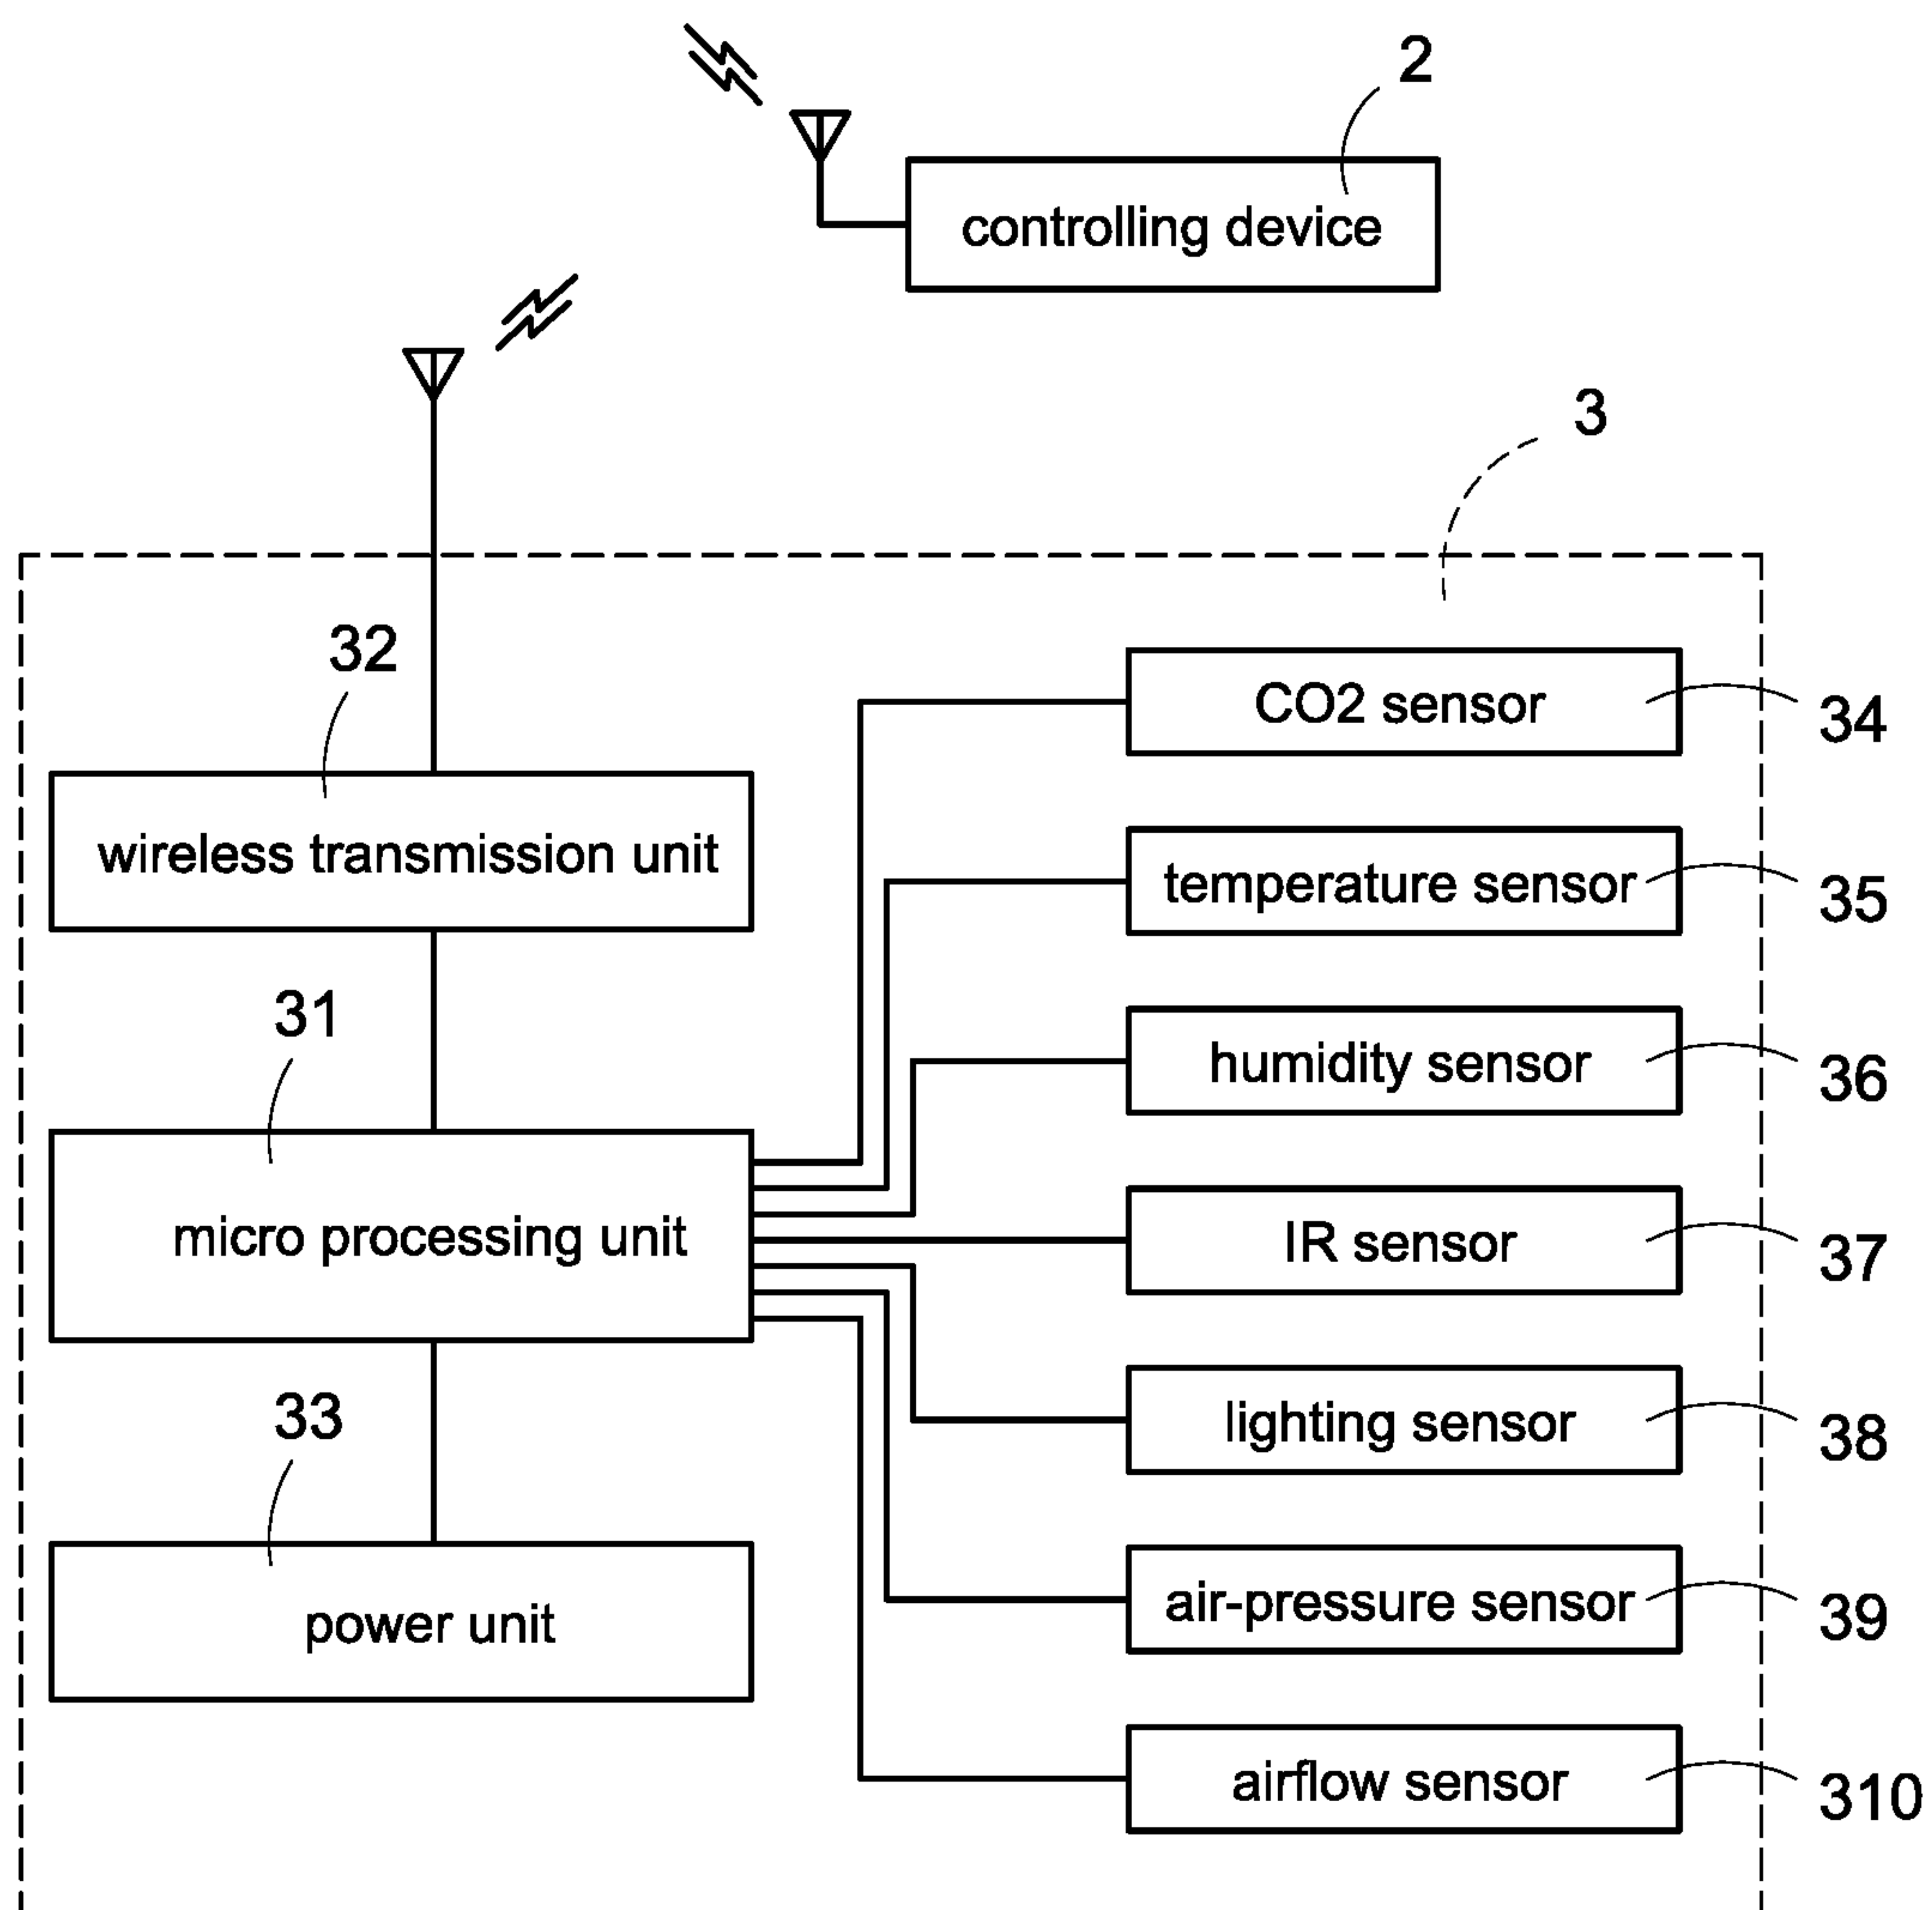 2
controlling device
3
32
CO2 sensor
34
wireless transmission unit
temperature sensor
35
31
humidity sensor
36
micro processing unit
IR sensor
37
33
lighting sensor
38
power unit
air-pressure sensor
39
airflow sensor
310